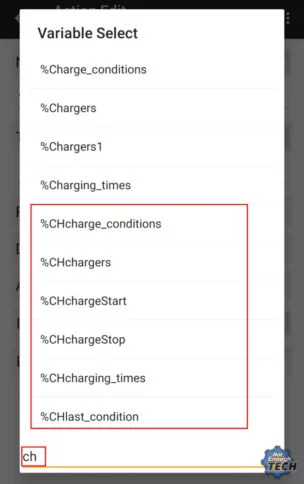 Action Edit
Variable Select
%Charge_conditions
%Chargers
%Chargers1
%Charging_times
%CHcharge_conditions
%CHchargers
%CHchargeStart
%CHchargeStop
%CHcharging_times
%CHlast_condition
ch
Not Enough
TECH